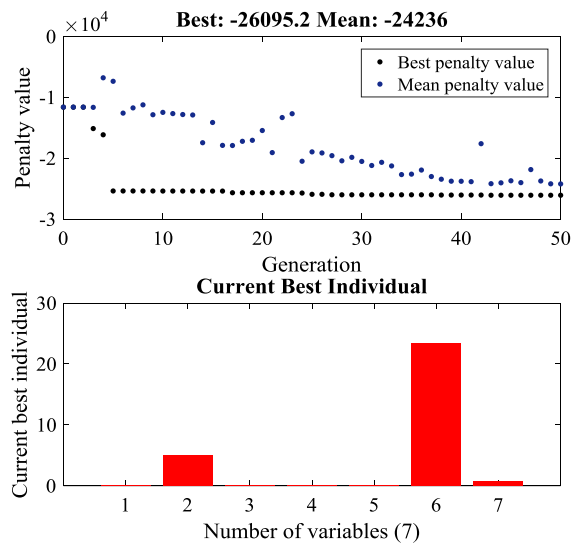 ×10⁴
Best: -26095.2 Mean: -24236
0
-1
-2
-3
Penalty value
Best penalty value
Mean penalty value
0 10 20 30 40 50
Generation
Current Best Individual
30
20
10
0
Current best individual
1 2 3 4 5 6 7
Number of variables (7)